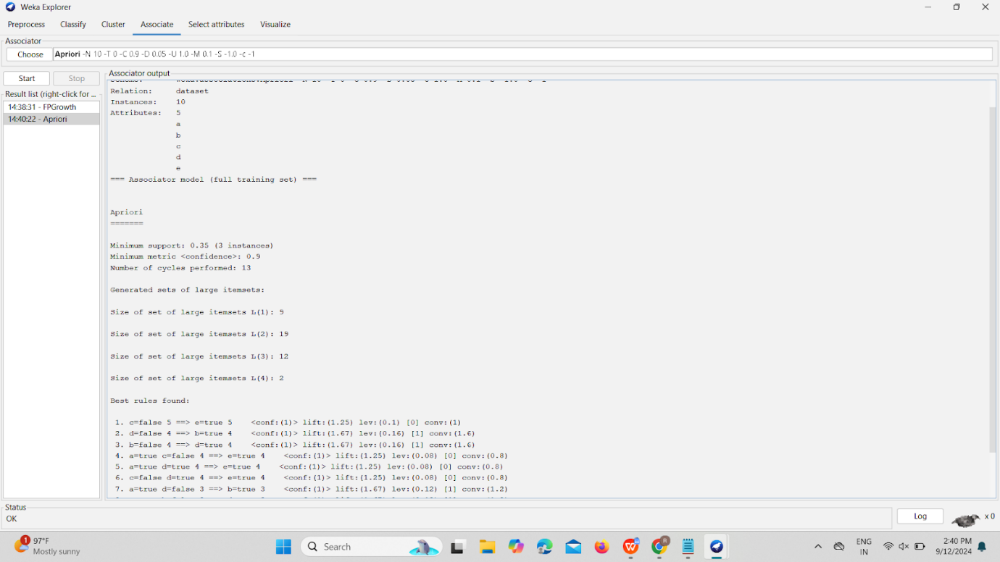 Weka Explorer
Preprocess Classify Cluster Associate Select attributes Visualize
Associator
Choose Apriori -N 10 -T 0 -C 0.9 -D 0.05 -U 1.0 -M 0.1 -S -1.0 -c -1
Start Stop
Associator output
Result list (right-click for ...
14:38:31 - FPGrowth
14:40:22 - Apriori
Relation: dataset
Instances: 10
Attributes: 5
a
b
c
d
e
=== Associator model (full training set) ===
Apriori
=======
Minimum support: 0.35 (3 instances)
Minimum metric <confidence>: 0.9
Number of cycles performed: 13
Generated sets of large itemsets:
Size of set of large itemsets L(1): 9
Size of set of large itemsets L(2): 19
Size of set of large itemsets L(3): 12
Size of set of large itemsets L(4): 2
Best rules found:
1. c=false 5 ==> e=true 5 <conf:(1)> lift:(1.25) lev:(0.1) [0] conv:(1)
2. d=false 4 ==> b=true 4 <conf:(1)> lift:(1.67) lev:(0.16) [1] conv:(1.6)
3. b=false 4 ==> d=true 4 <conf:(1)> lift:(1.67) lev:(0.16) [1] conv:(1.6)
4. a=true c=false 4 ==> e=true 4 <conf:(1)> lift:(1.25) lev:(0.08) [0] conv:(0.8)
5. a=true d=true 4 ==> e=true 4 <conf:(1)> lift:(1.25) lev:(0.08) [0] conv:(0.8)
6. c=false d=true 4 ==> e=true 4 <conf:(1)> lift:(1.25) lev:(0.08) [0] conv:(0.8)
7. a=true d=false 3 ==> b=true 3 <conf:(1)> lift:(1.67) lev:(0.12) [1] conv:(1.2)
Status
OK
Log x 0
1
97°F
Mostly sunny
Search
R
ENG
IN
2:40 PM
9/12/2024